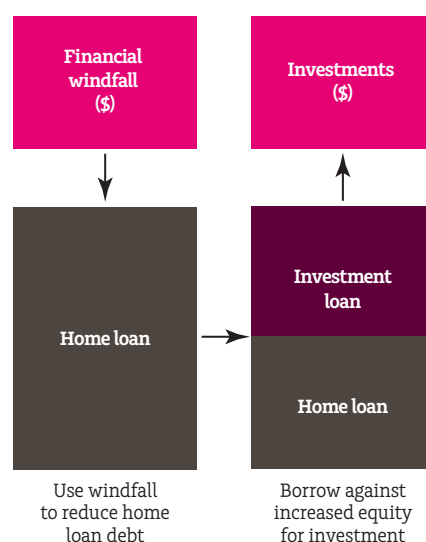 Financial
windfall
($)
Investments
($)
Home loan
Investment
loan
Home loan
Use windfall
to reduce home
loan debt
Borrow against
increased equity
for investment